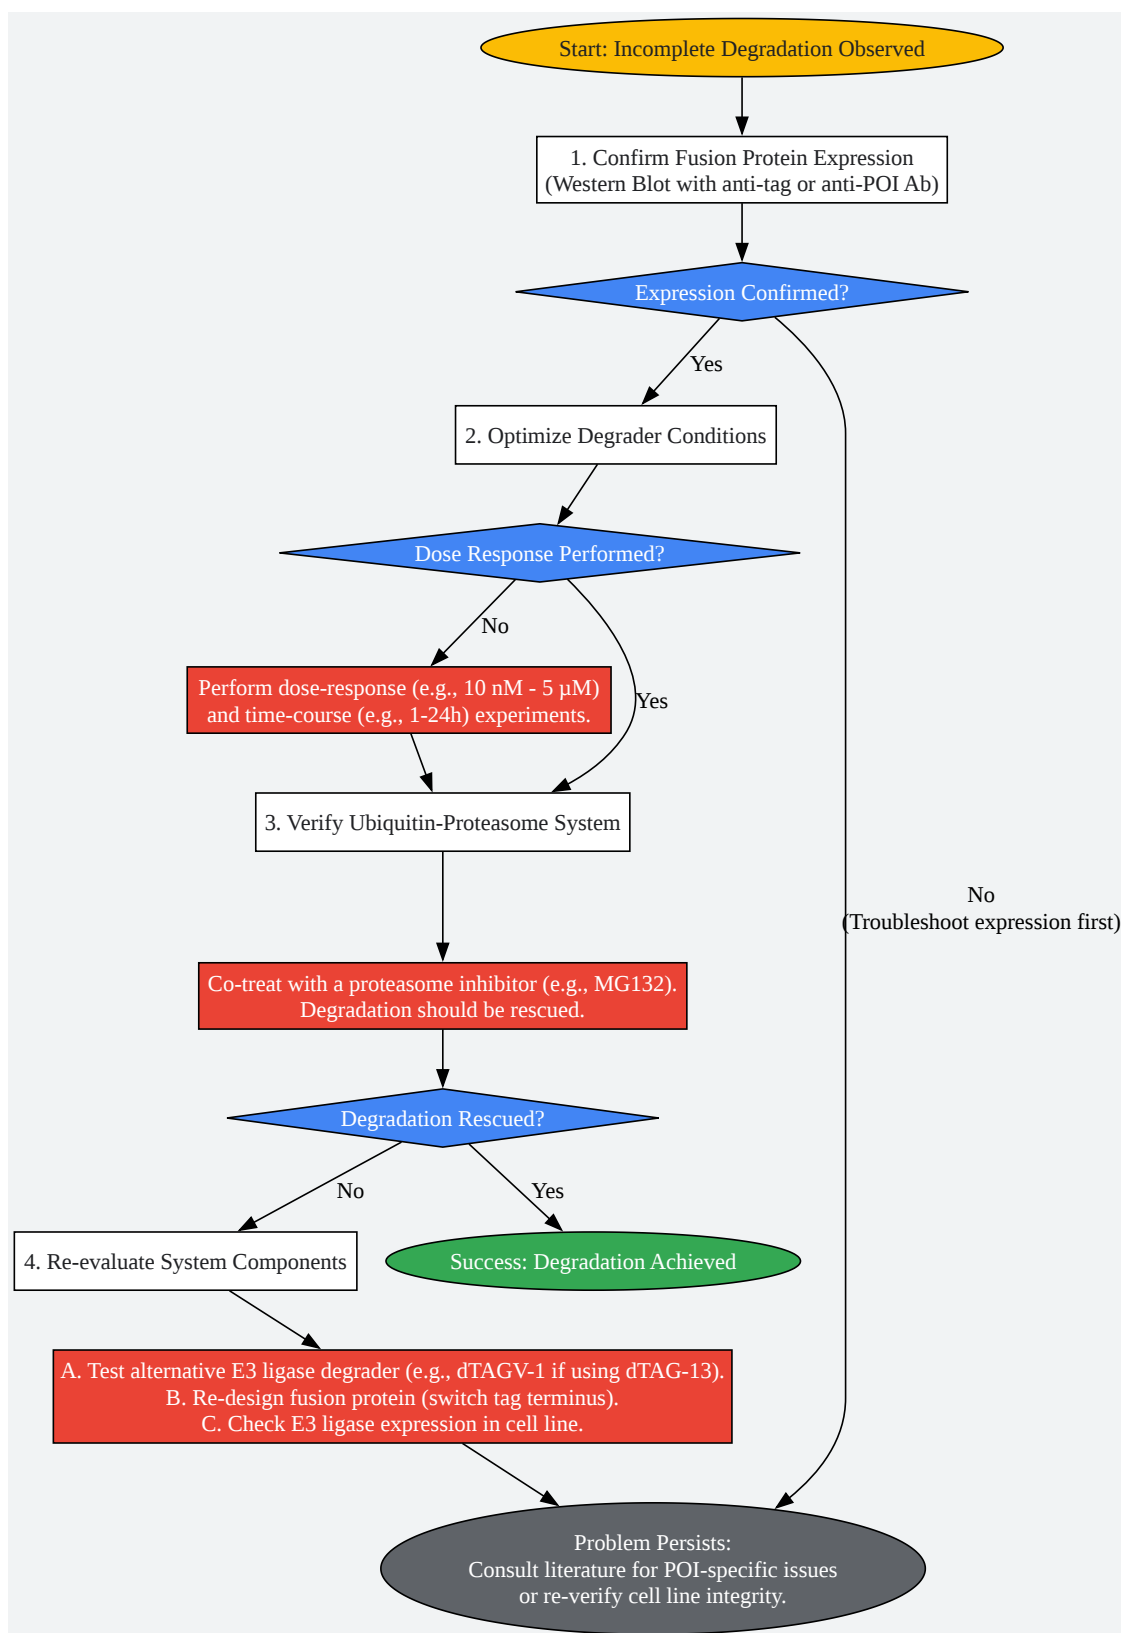 Start: Incomplete Degradation Observed
1. Confirm Fusion Protein Expression
(Western Blot with anti-tag or anti-POI Ab)
Expression Confirmed?
Yes
2. Optimize Degrader Conditions
Dose Response Performed?
No
Perform dose-response (e.g., 10 nM - 5 µM)
and time-course (e.g., 1-24h) experiments.
Yes
3. Verify Ubiquitin-Proteasome System
No
(Troubleshoot expression first)
Co-treat with a proteasome inhibitor (e.g., MG132).
Degradation should be rescued.
Degradation Rescued?
No
Yes
4. Re-evaluate System Components
Success: Degradation Achieved
A. Test alternative E3 ligase degrader (e.g., dTAGV-1 if using dTAG-13).
B. Re-design fusion protein (switch tag terminus).
C. Check E3 ligase expression in cell line.
Problem Persists:
Consult literature for POI-specific issues
or re-verify cell line integrity.